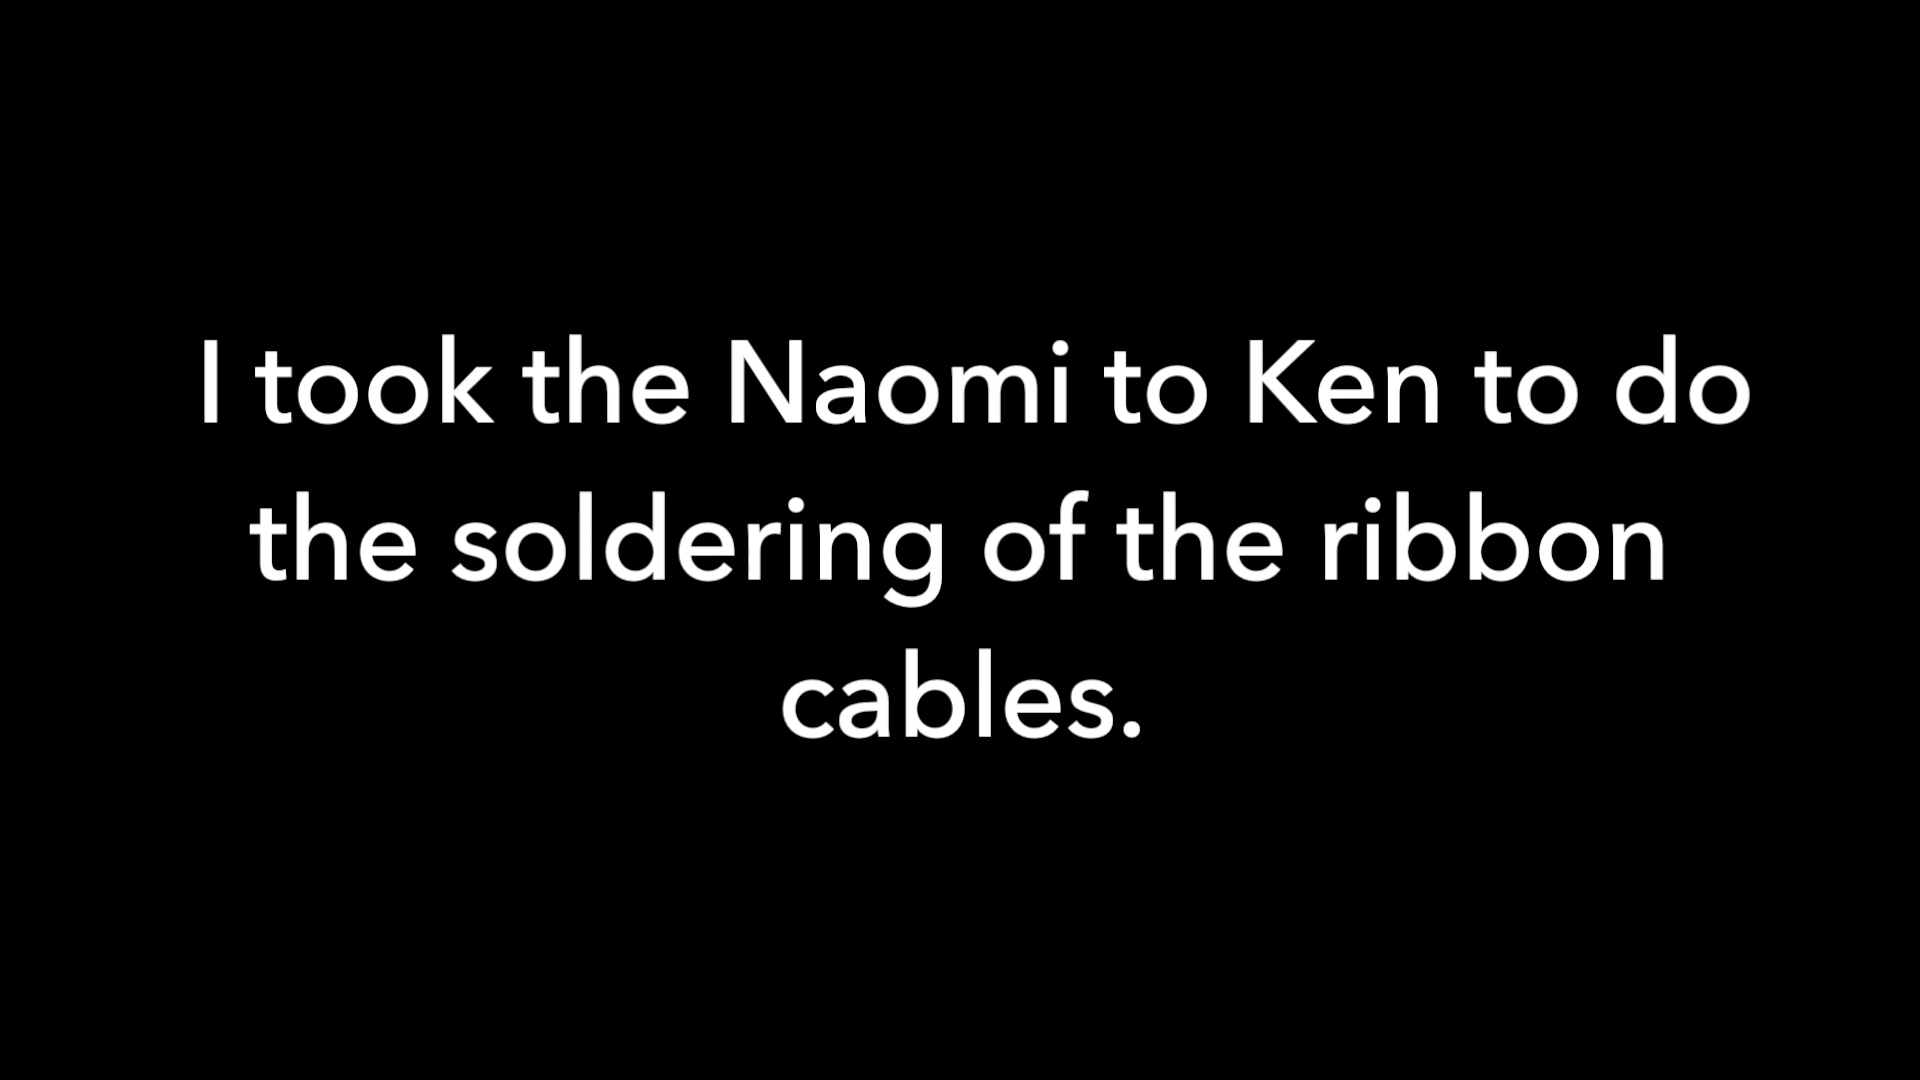 I took the Naomi to Ken to do
the soldering of the ribbon
cables.